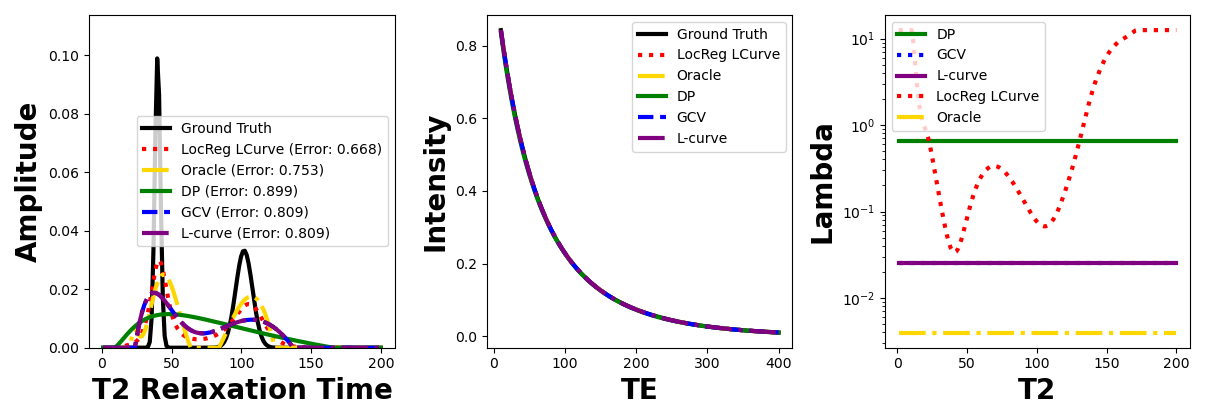 Amplitude
0.10
0.08
0.06
0.04
0.02
0.00
Ground Truth
LocReg LCurve (Error: 0.668)
Oracle (Error: 0.753)
DP (Error: 0.899)
GCV (Error: 0.809)
L-curve (Error: 0.809)
0 50 100 150 200
T2 Relaxation Time
Intensity
0.8
0.6
0.4
0.2
0.0
Ground Truth
LocReg LCurve
Oracle
DP
GCV
L-curve
0 100 200 300 400
TE
Lambda
10¹
10⁰
10⁻¹
10⁻²
DP
GCV
L-curve
LocReg LCurve
Oracle
0 50 100 150 200
T2